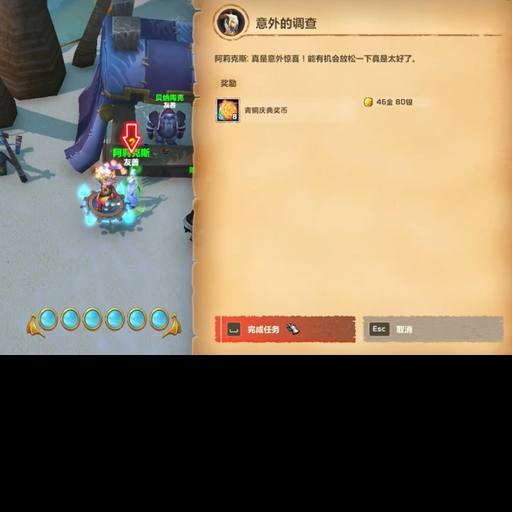 意外的调查
阿莉克斯: 真是意外惊喜！能有机会放松一下真是太好了。
奖励
8
青铜庆典奖币
46金 80银
贝纳陶克
友善
阿莉克斯
友善
完成任务
Esc
取消